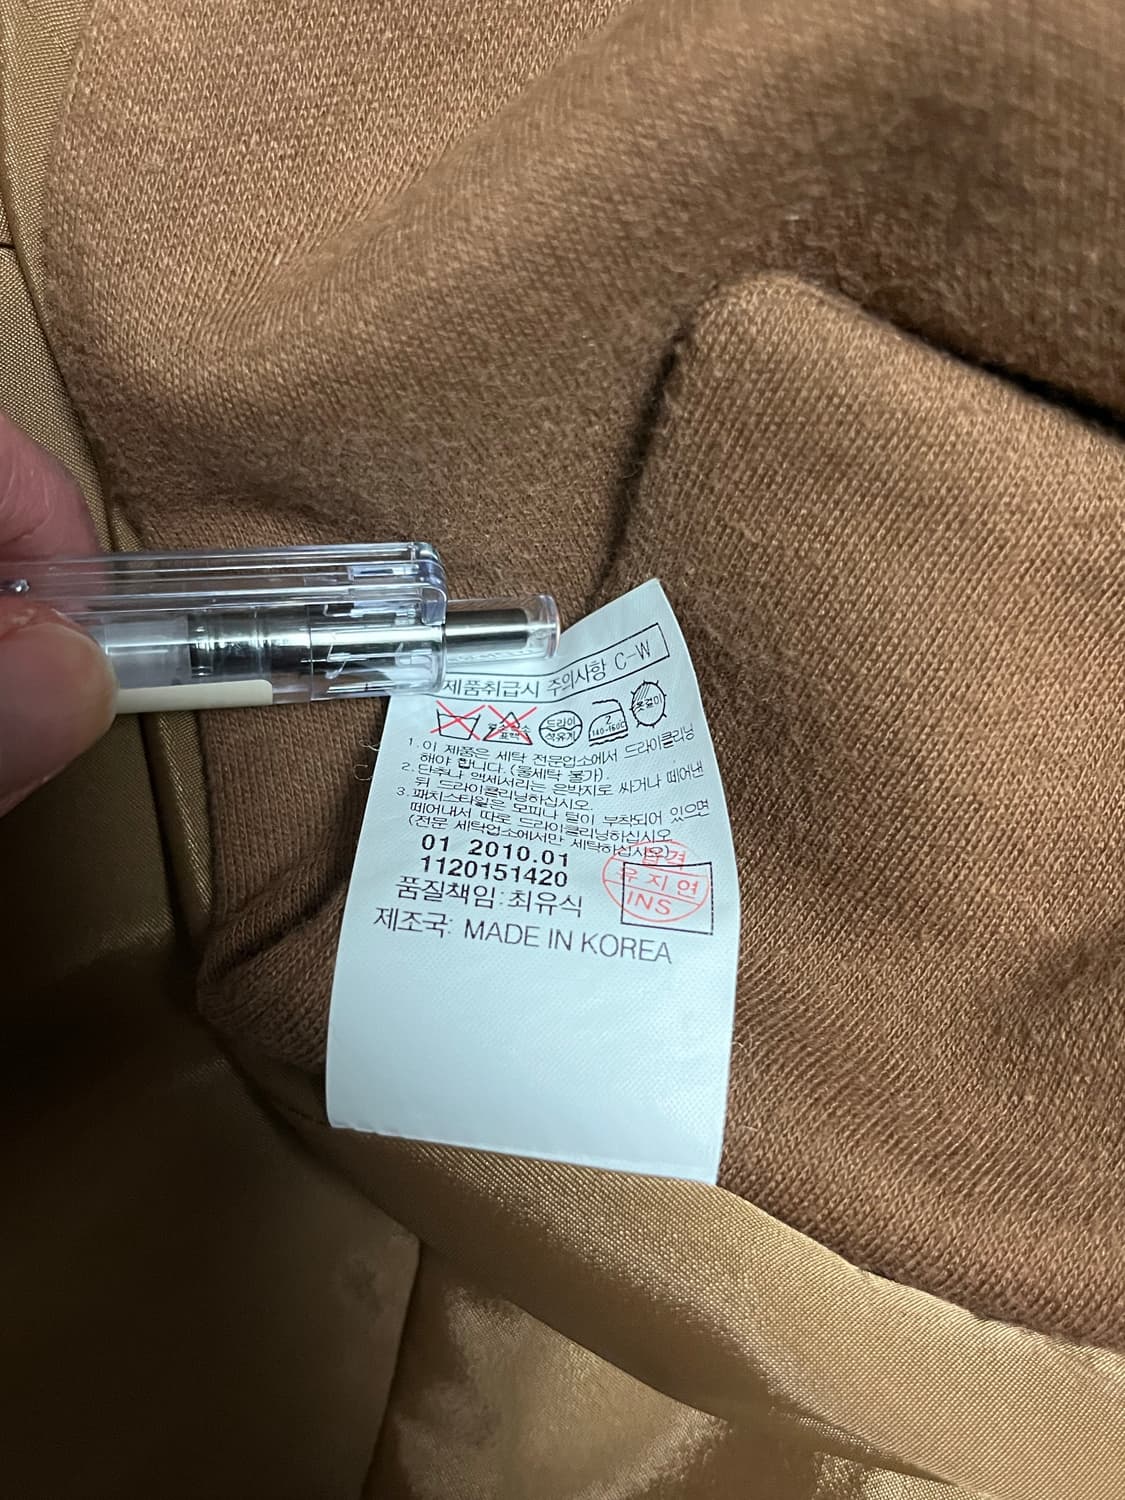 제품취급시 주의사항 C-W
드라이
석유계
2
140-160℃
옷걸이
1. 이 제품은 세탁 전문업소에서 드라이클리닝
해야 합니다. (물세탁 불가).
2. 단추나 액세서리는 은박지로 싸거나 떼어낸
뒤 드라이클리닝하십시오.
3. 패치스타일은 모피나 털이 부착되어 있으면
떼어내서 따로 드라이클리닝하십시오
(전문 세탁업소에서만 세탁하십시오)
01 2010.01
1120151420
품질책임: 최유식
합격
유지연
INS
제조국: MADE IN KOREA